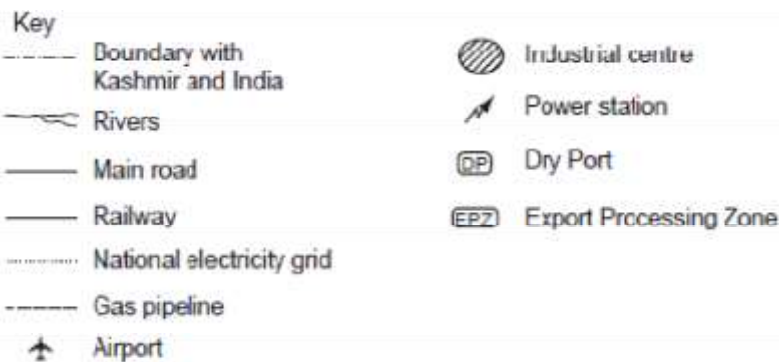 Key
Boundary with
Kashmir and India
Rivers
Main road
Railway
National electricity grid
Gas pipeline
Airport
Industrial centre
Power station
DP Dry Port
EPZ Export Processing Zone